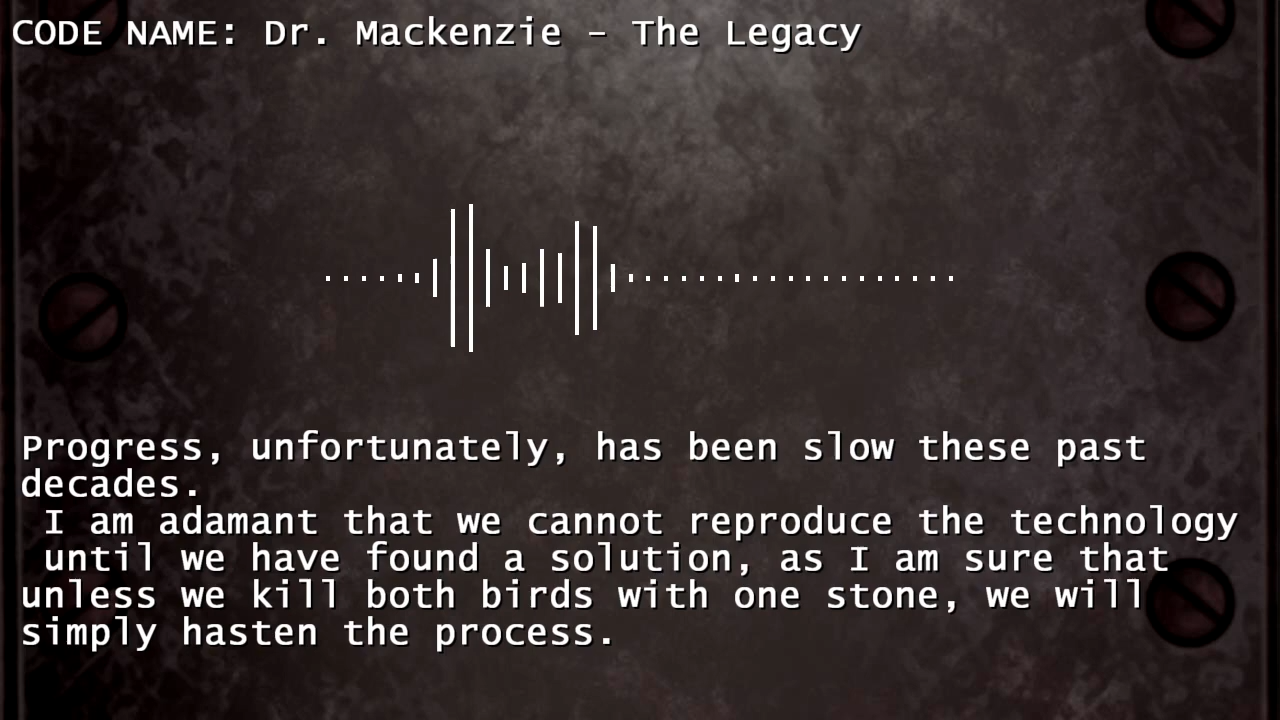 CODE NAME: Dr. Mackenzie - The Legacy
Progress, unfortunately, has been slow these past
decades.
I am adamant that we cannot reproduce the technology
until we have found a solution, as I am sure that
unless we kill both birds with one stone, we will
simply hasten the process.